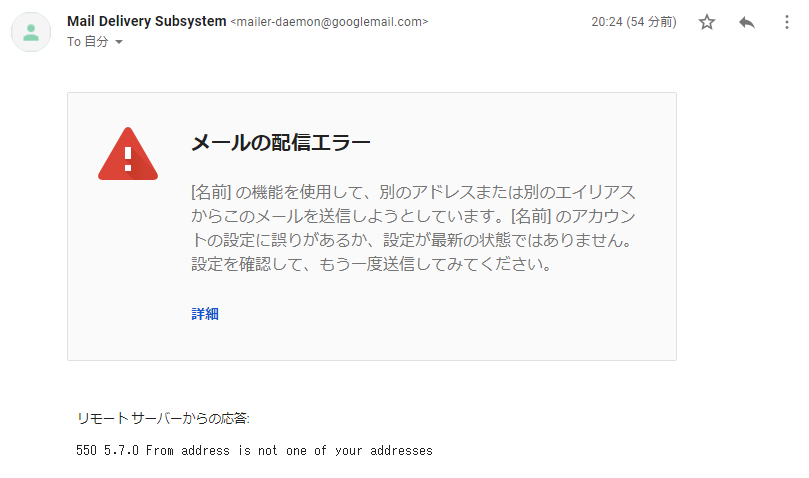 Mail Delivery Subsystem <mailer-daemon@googlemail.com>
20:24 (54 分前)
To 自分
メールの配信エラー
[名前] の機能を使用して、別のアドレスまたは別のエイリアス
からこのメールを送信しようとしています。[名前] のアカウン
トの設定に誤りがあるか、設定が最新の状態ではありません。
設定を確認して、もう一度送信してみてください。
詳細
リモート サーバーからの応答:
550 5.7.0 From address is not one of your addresses